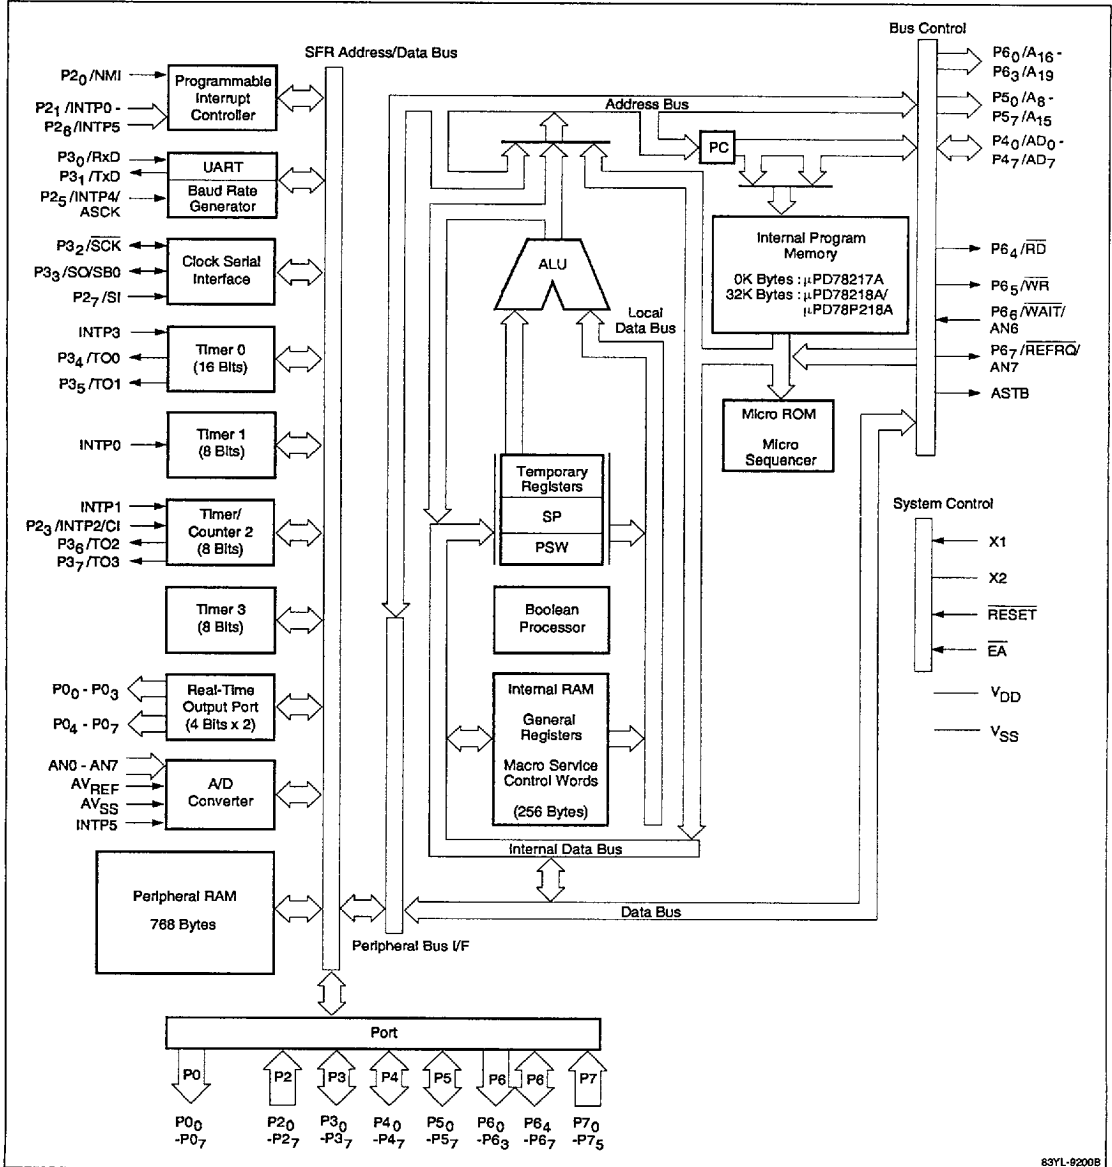 SFR Address/Data Bus
Bus Control
P2₀/NMI
P2₁/INTP0 -
P2₆/INTP5
Programmable
Interrupt
Controller
P3₀/RxD
P3₁/TxD
P2₅/INTP4/
ASCK
UART
Baud Rate
Generator
P3₂/S̅C̅K̅
P3₃/SO/SB0
P2₇/SI
Clock Serial
Interface
INTP3
P3₄/TO0
P3₅/TO1
Timer 0
(16 Bits)
INTP0
Timer 1
(8 Bits)
INTP1
P2₃/INTP2/CI
P3₆/TO2
P3₇/TO3
Timer/
Counter 2
(8 Bits)
Timer 3
(8 Bits)
P0₀ - P0₃
P0₄ - P0₇
Real-Time
Output Port
(4 Bits x 2)
AN0 - AN7
AV_REF
AV_SS
INTP5
A/D
Converter
Peripheral RAM
768 Bytes
Address Bus
PC
ALU
Local
Data Bus
Internal Program
Memory
0K Bytes : μPD78217A
32K Bytes : μPD78218A/
μPD78P218A
Micro ROM
Micro
Sequencer
Temporary
Registers
SP
PSW
Boolean
Processor
Internal RAM
General
Registers
Macro Service
Control Words
(256 Bytes)
Internal Data Bus
Data Bus
Peripheral Bus I/F
P6₀/A₁₆ -
P6₃/A₁₉
P5₀/A₈ -
P5₇/A₁₅
P4₀/AD₀ -
P4₇/AD₇
P6₄/R̅D̅
P6₅/W̅R̅
P6₆/W̅A̅I̅T̅/
AN6
P6₇/R̅E̅F̅R̅Q̅/
AN7
ASTB
System Control
X1
X2
R̅E̅S̅E̅T̅
E̅A̅
V_DD
V_SS
Port
P0
P2
P3
P4
P5
P6
P6
P7
P0₀ P2₀ P3₀ P4₀ P5₀ P6₀ P6₄ P7₀
-P0₇ -P2₇ -P3₇ -P4₇ -P5₇ -P6₃ -P6₇ -P7₅
83YL-9200B